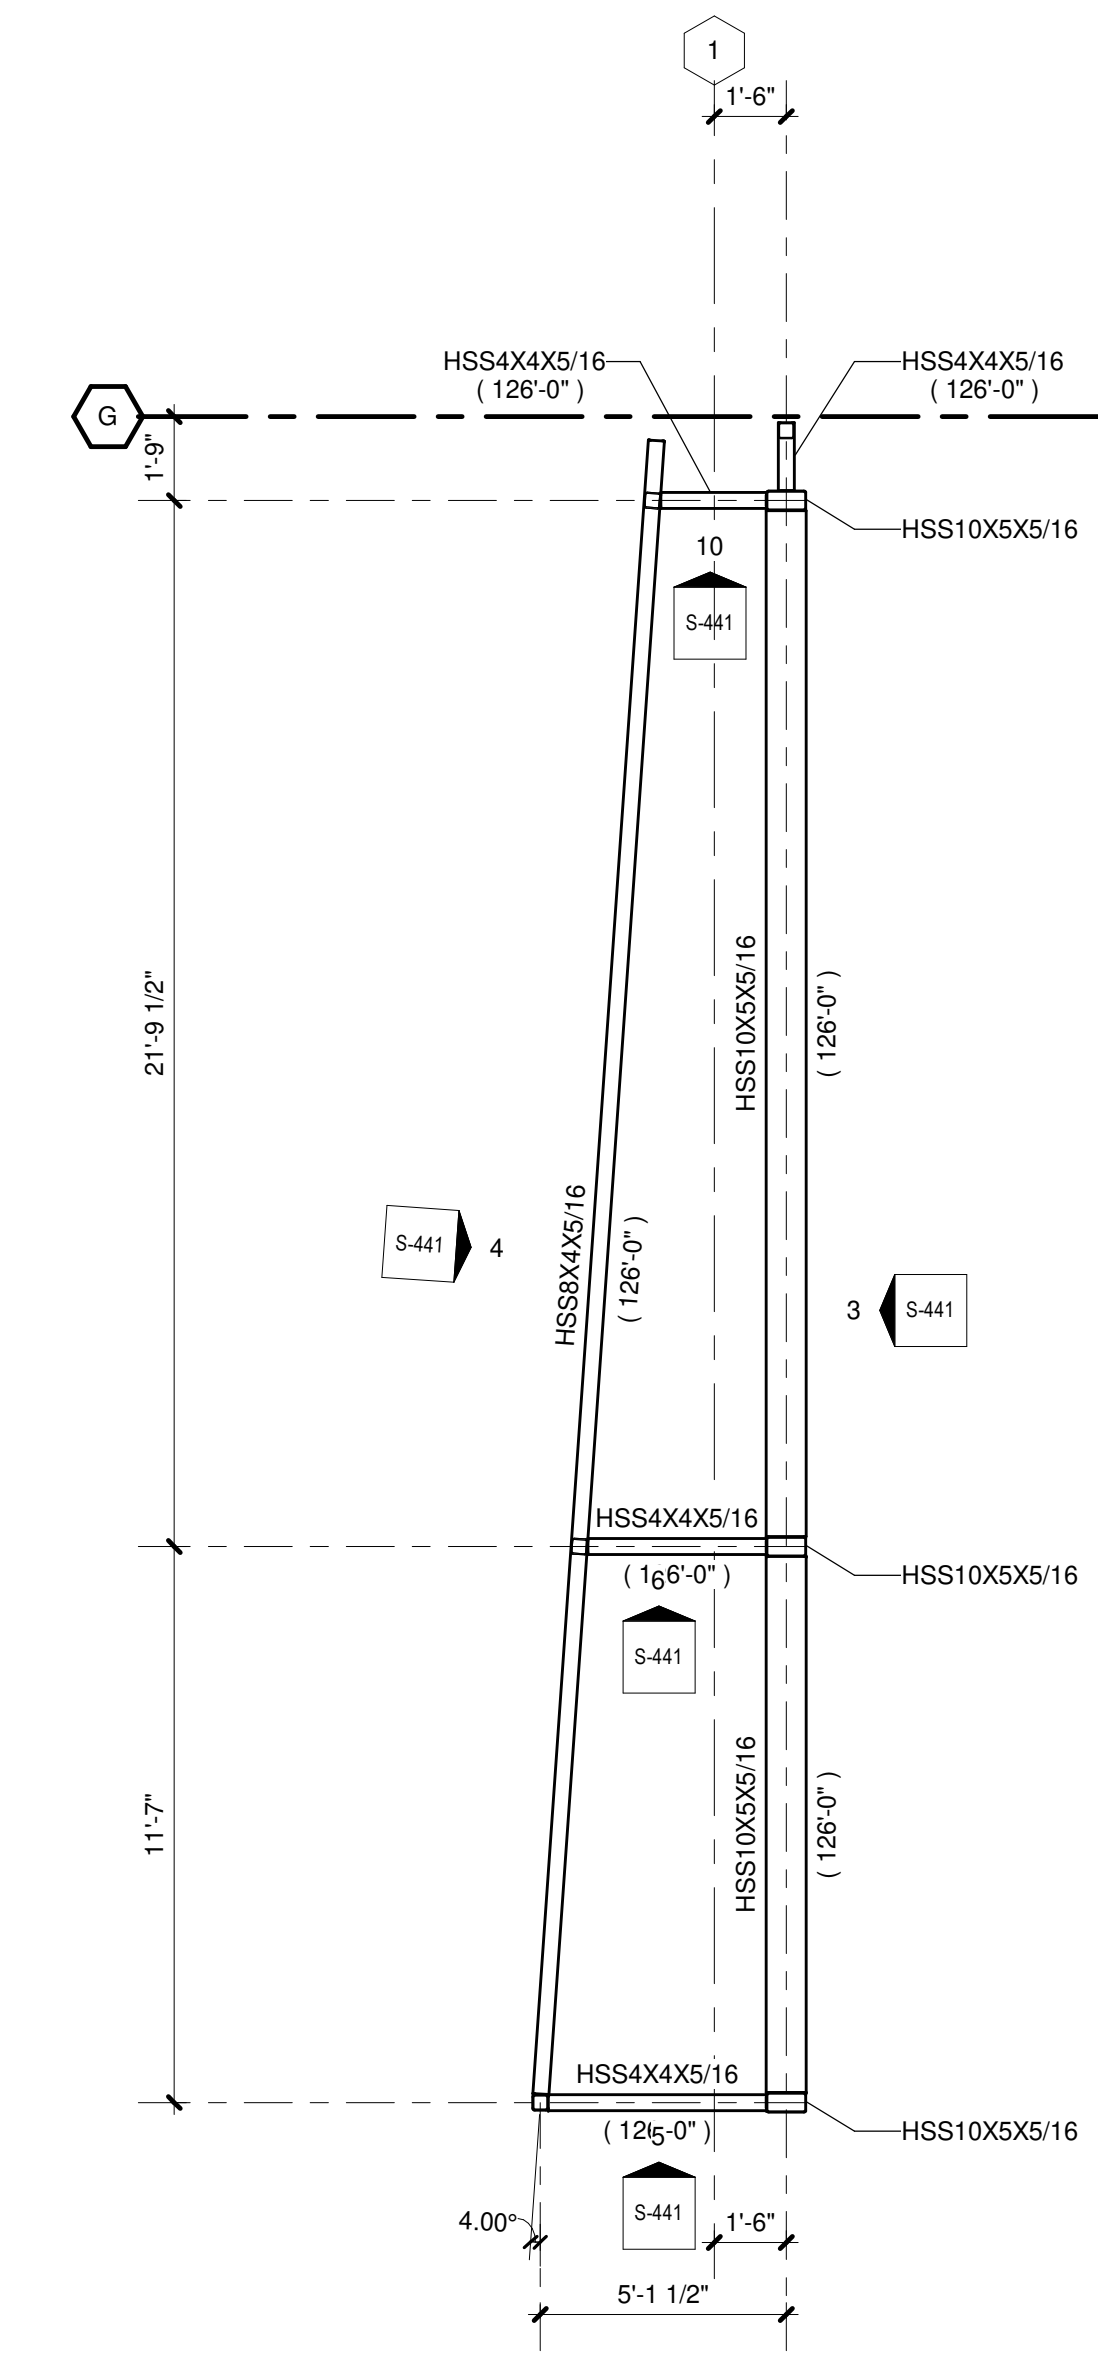 1
1'-6"
HSS4X4X5/16
( 126'-0" )
HSS4X4X5/16
( 126'-0" )
G
1'-9"
HSS10X5X5/16
10
S-441
21'-9 1/2"
HSS10X5X5/16
( 126'-0" )
HSS8X4X5/16
( 126'-0" )
S-441
4
3
S-441
HSS4X4X5/16
6
HSS10X5X5/16
S-441
11'-7"
HSS10X5X5/16
( 126'-0" )
HSS4X4X5/16
5
HSS10X5X5/16
S-441
4.00°
1'-6"
5'-1 1/2"